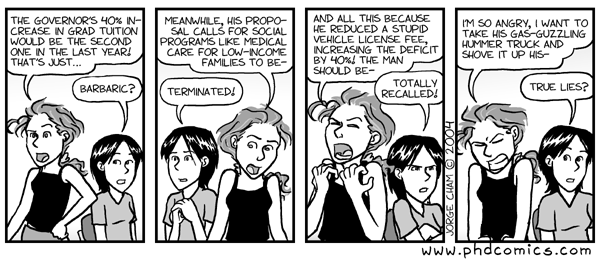 THE GOVERNOR'S 40% IN-
CREASE IN GRAD TUITION
WOULD BE THE SECOND
ONE IN THE LAST YEAR!
THAT'S JUST...
BARBARIC?
MEANWHILE, HIS PROPO-
SAL CALLS FOR SOCIAL
PROGRAMS LIKE MEDICAL
CARE FOR LOW-INCOME
FAMILIES TO BE-
TERMINATED!
AND ALL THIS BECAUSE
HE REDUCED A STUPID
VEHICLE LICENSE FEE,
INCREASING THE DEFICIT
BY 40%! THE MAN
SHOULD BE-
TOTALLY
RECALLED!
I'M SO ANGRY, I WANT TO
TAKE HIS GAS-GUZZLING
HUMMER TRUCK AND
SHOVE IT UP HIS-
TRUE LIES?
JORGE CHAM © 2004
www.phdcomics.com